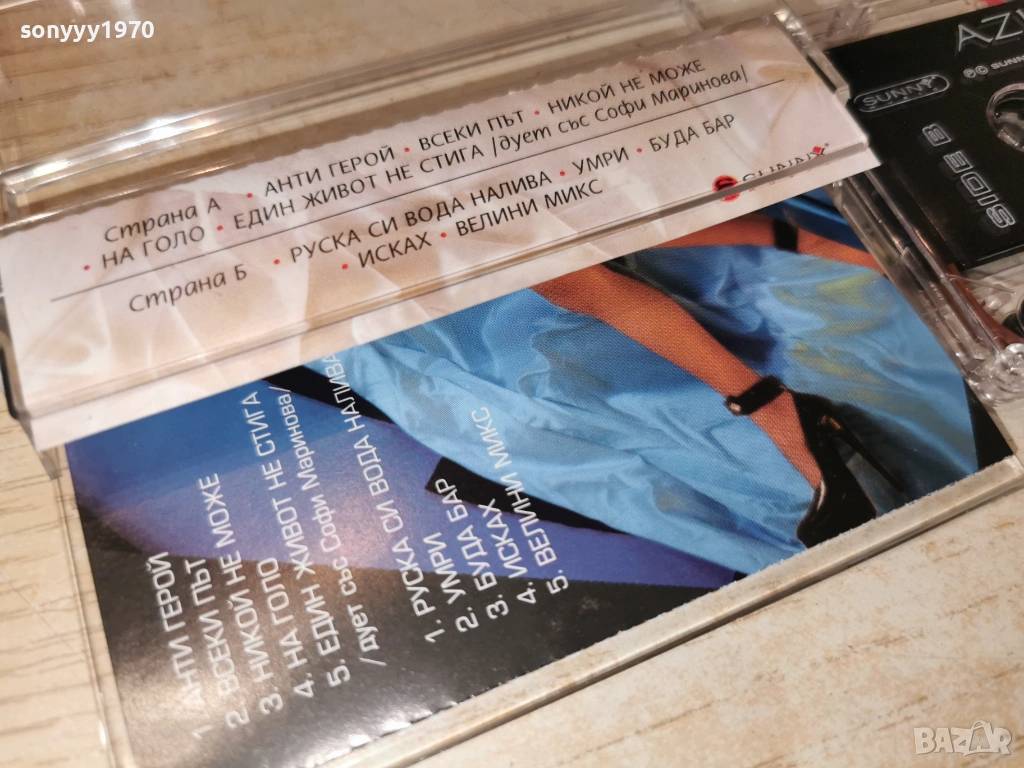 sonyyy1970
Страна А • АНТИ ГЕРОЙ • ВСЕКИ ПЪТ • НИКОЙ НЕ МОЖЕ
• НА ГОЛО • ЕДИН ЖИВОТ НЕ СТИГА /дует със Софи Маринова/
Страна Б • РУСКА СИ ВОДА НАЛИВА • УМРИ • БУДА БАР
• ИСКАХ • ВЕЛИНИ МИКС
SUNNY
1 АНТИ ГЕРОЙ
2 ВСЕКИ ПЪТ
3. НИКОЙ НЕ МОЖЕ
4. НА ГОЛО
5. ЕДИН ЖИВОТ НЕ СТИГА
/дует със Софи Маринова/
1. РУСКА СИ ВОДА НАЛИВА
2. УМРИ
3. БУДА БАР
4. ИСКАХ
5. ВЕЛИНИ МИКС
SUNNY
℗© SUNNY
SIDE B
BAZAR